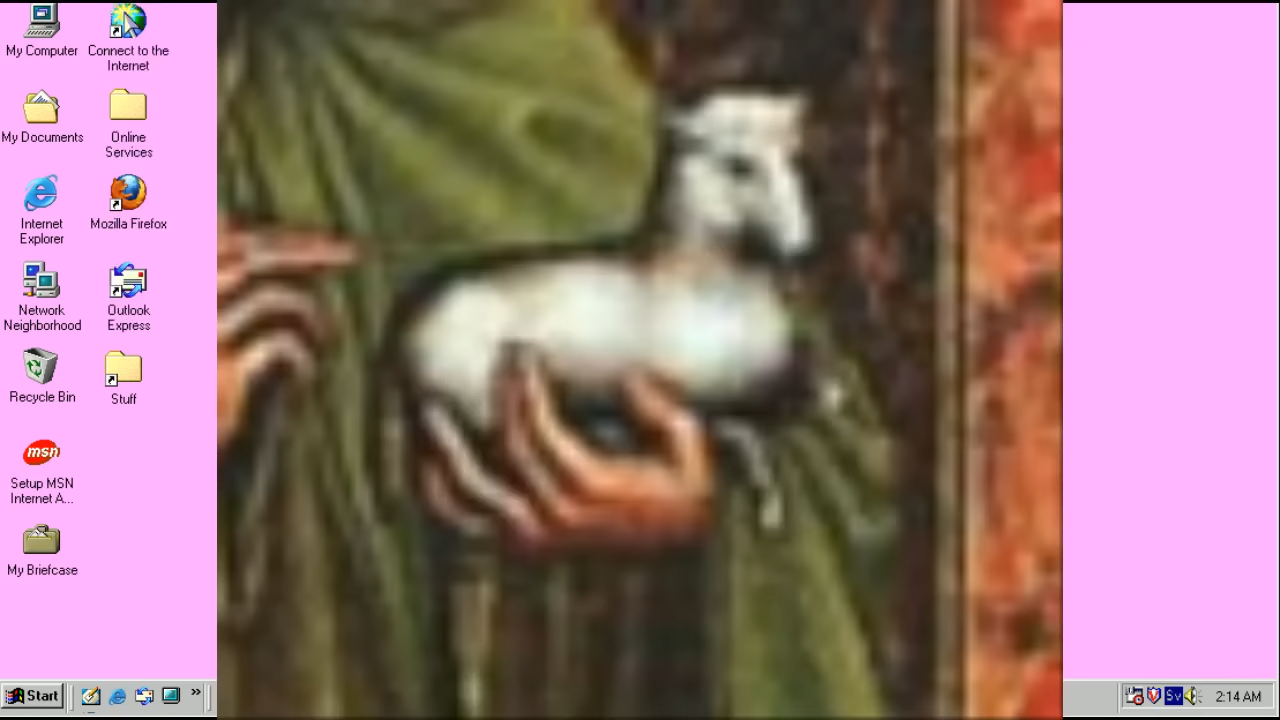 My Computer
Connect to the
Internet
My Documents
Online
Services
Internet
Explorer
Mozilla Firefox
Network
Neighborhood
Outlook
Express
Recycle Bin
Stuff
msn
Setup MSN
Internet A...
My Briefcase
Start
»
Sv
2:14 AM